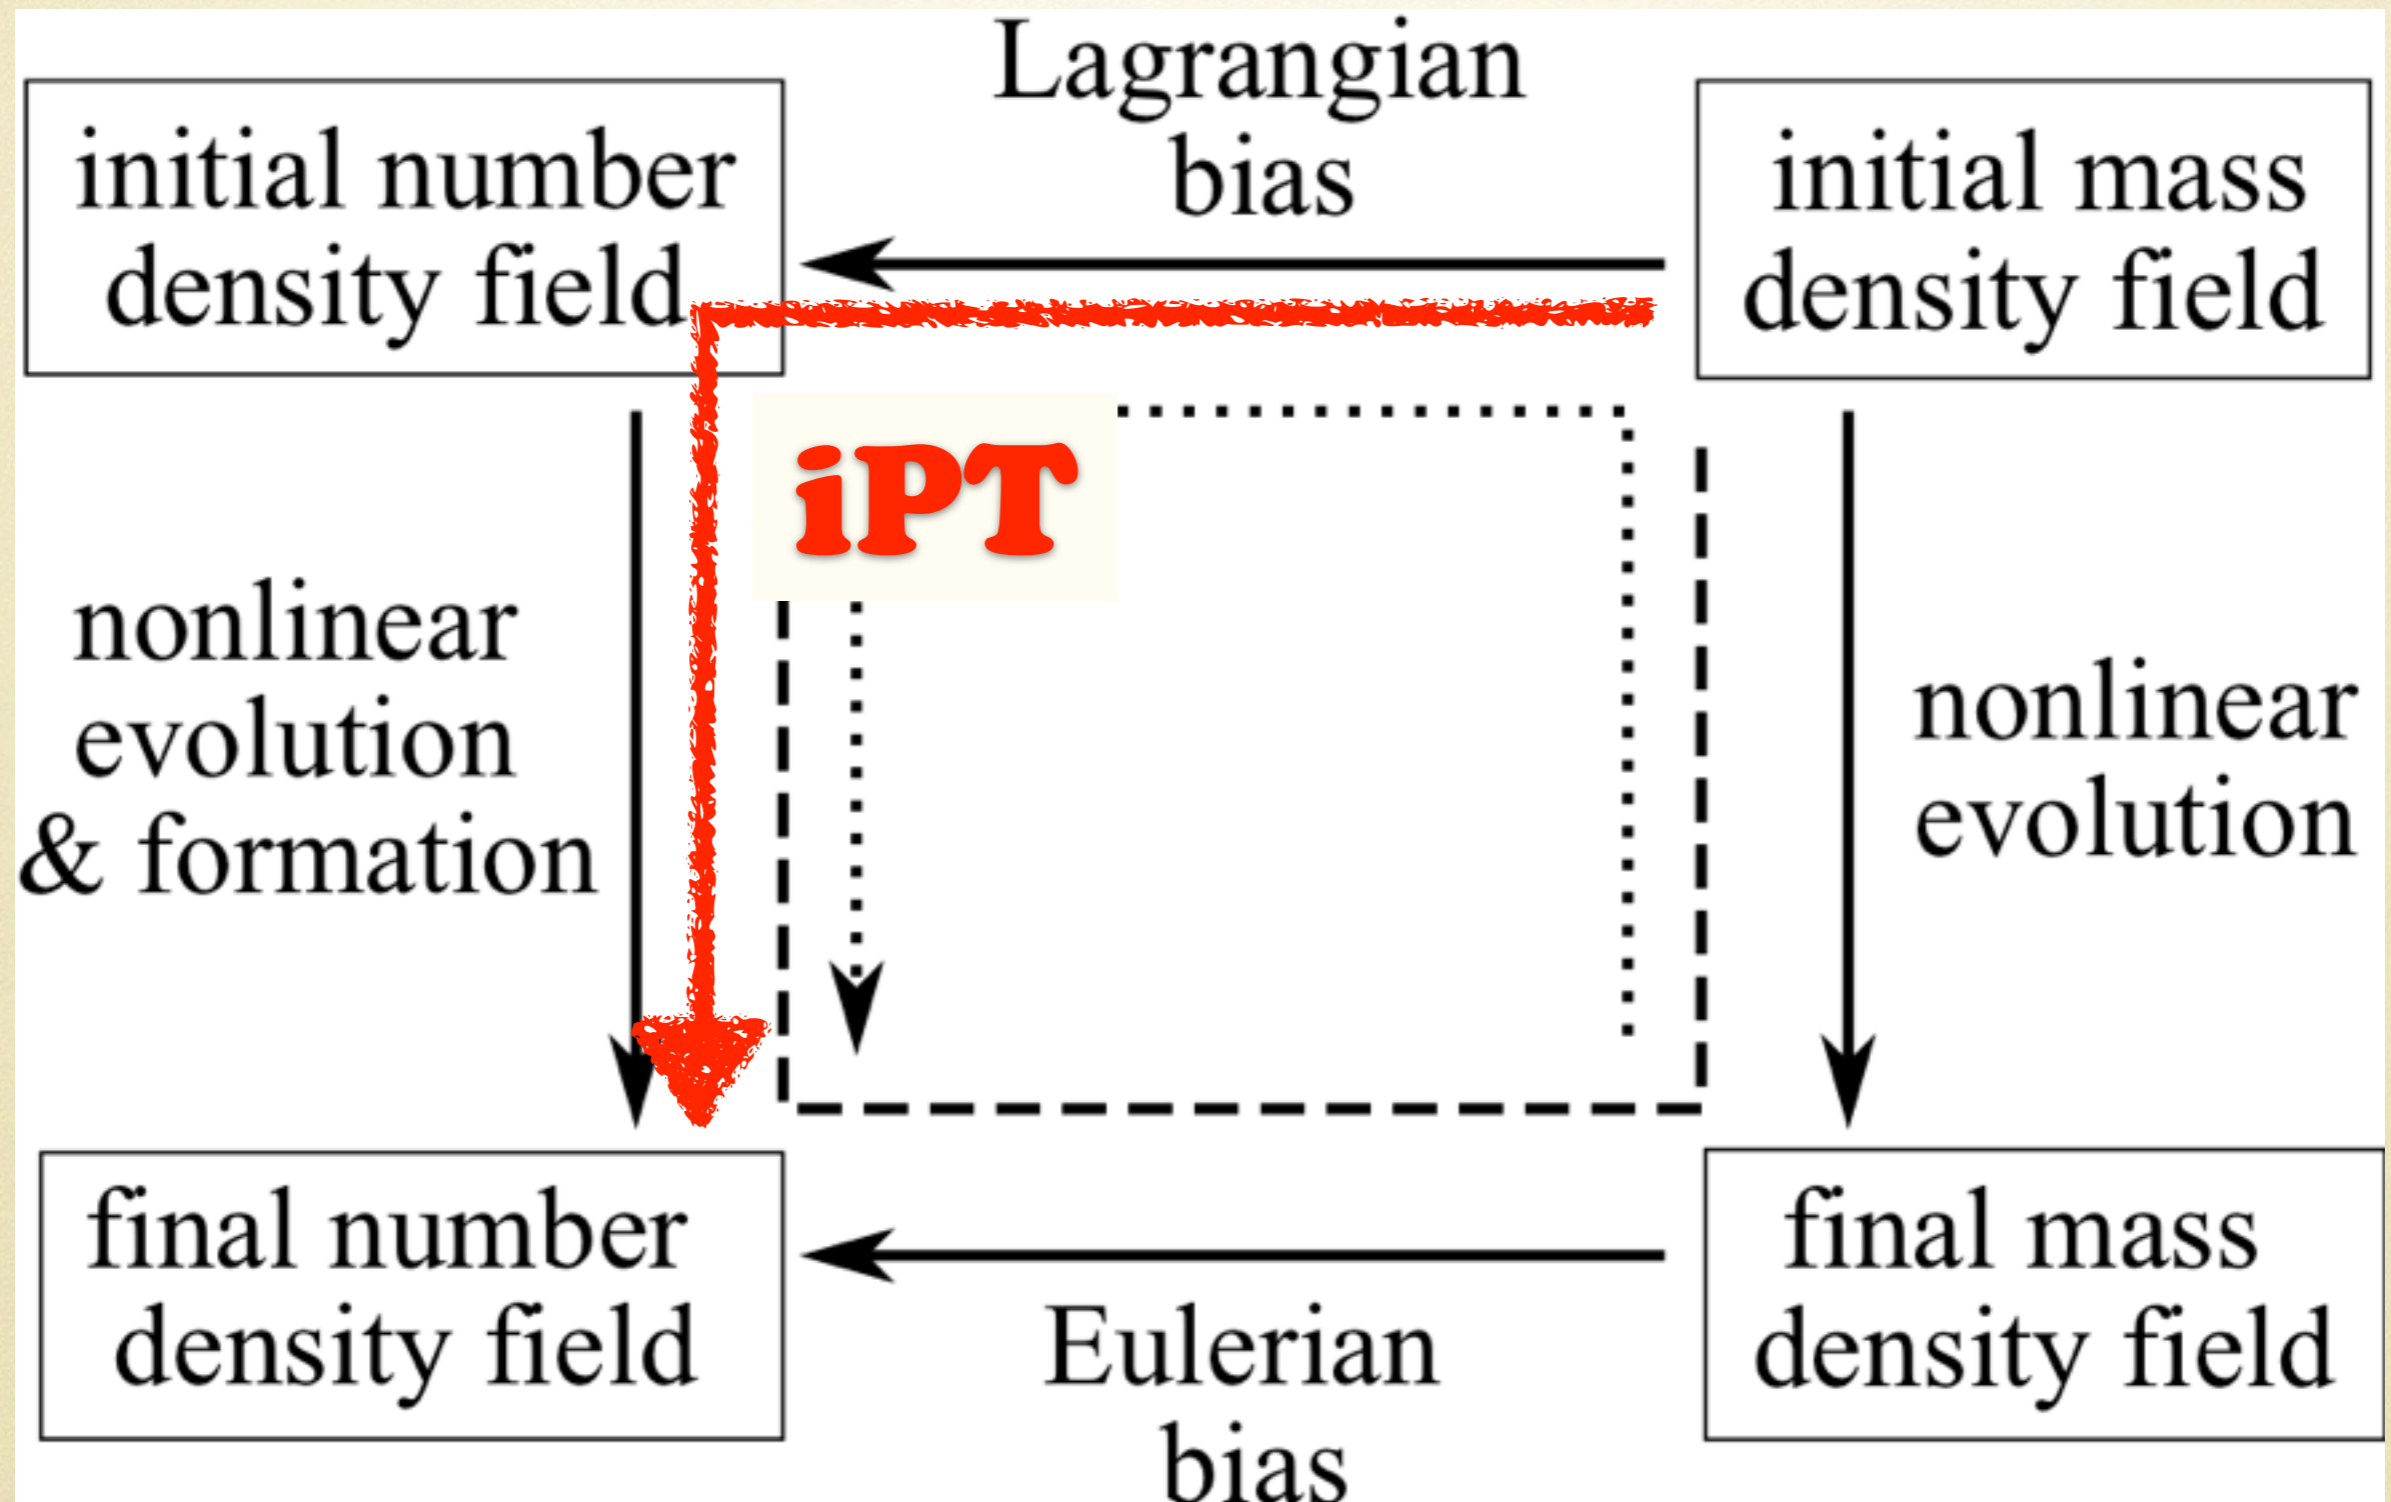 Lagrangian
bias
initial number
density field
initial mass
density field
iPT
nonlinear
evolution
& formation
nonlinear
evolution
final number
density field
final mass
density field
Eulerian
bias